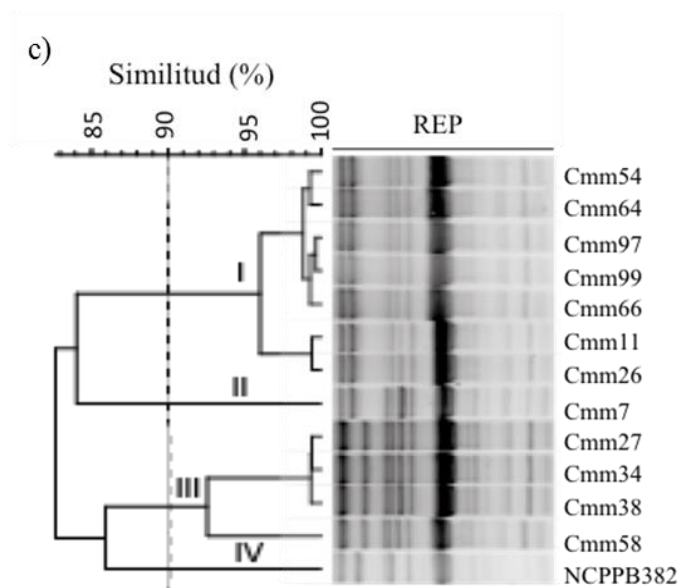 c)
Similitud (%)
85 90 95 100
REP
Cmm54
Cmm64
Cmm97
I
Cmm99
Cmm66
Cmm11
Cmm26
II
Cmm7
Cmm27
Cmm34
III
Cmm38
Cmm58
IV
NCPPB382